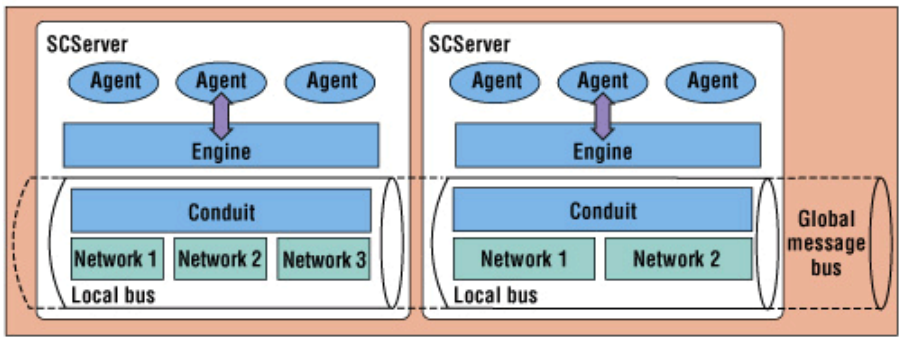 SCServer
Agent Agent Agent
Engine
Conduit
Network 1 Network 2 Network 3
Local bus
SCServer
Agent Agent Agent
Engine
Conduit
Network 1 Network 2
Local bus
Global
message
bus